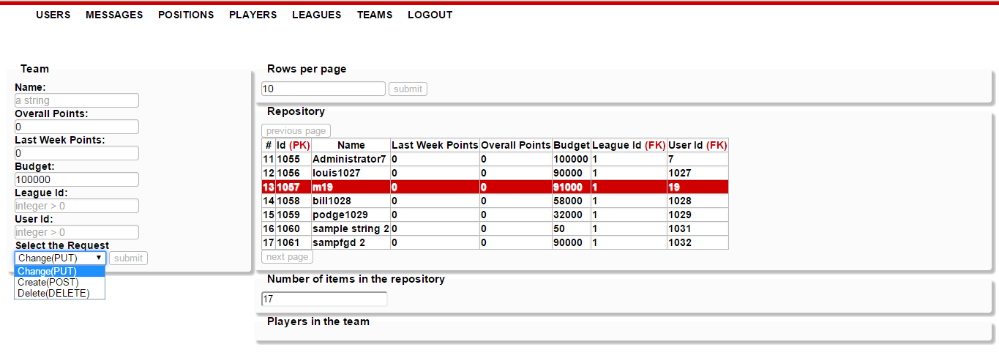 USERS MESSAGES POSITIONS PLAYERS LEAGUES TEAMS LOGOUT
Team
Name:
a string
Overall Points:
0
Last Week Points:
0
Budget:
100000
League Id:
integer > 0
User Id:
integer > 0
Select the Request
Change(PUT) submit
Change(PUT)
Create(POST)
Delete(DELETE)
Rows per page
10 submit
Repository
previous page
# Id (PK) Name Last Week Points Overall Points Budget League Id (FK) User Id (FK)
11 1055 Administrator7 0 0 100000 1 7
12 1056 louis1027 0 0 90000 1 1027
13 1057 m19 0 0 91000 1 19
14 1058 bill1028 0 0 58000 1 1028
15 1059 podge1029 0 0 32000 1 1029
16 1060 sample string 2 0 0 50 1 1031
17 1061 sampfgd 2 0 0 90000 1 1032
next page
Number of items in the repository
17
Players in the team